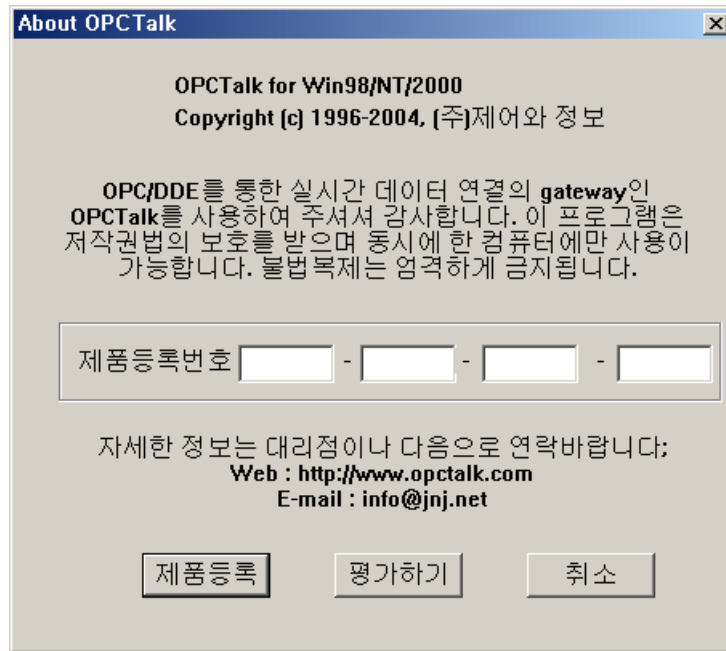 About OPCTalk
OPCTalk for Win98/NT/2000
Copyright (c) 1996-2004, (주)제어와 정보
OPC/DDE를 통한 실시간 데이터 연결의 gateway인
OPCTalk를 사용하여 주셔셔 감사합니다. 이 프로그램은
저작권법의 보호를 받으며 동시에 한 컴퓨터에만 사용이
가능합니다. 불법복제는 엄격하게 금지됩니다.
제품등록번호 - - -
자세한 정보는 대리점이나 다음으로 연락바랍니다;
Web : http://www.opctalk.com
E-mail : info@jnj.net
제품등록 평가하기 취소